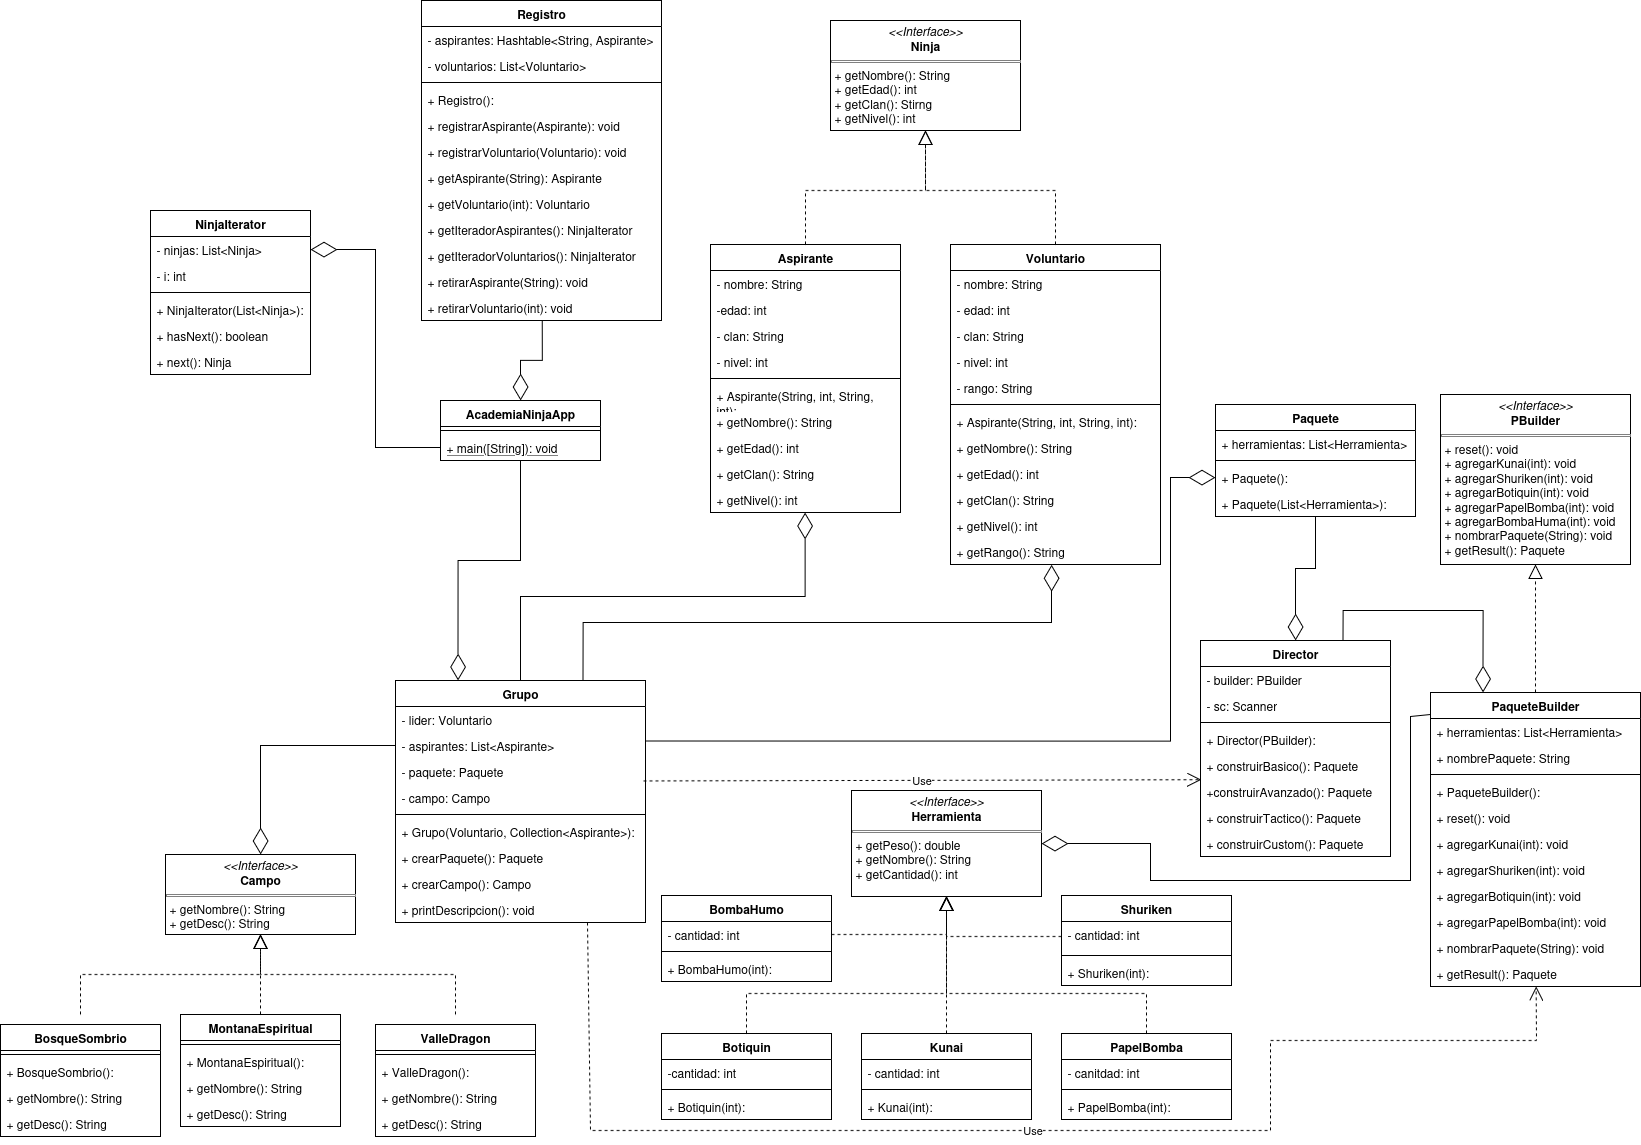 Registro
- aspirantes: Hashtable<String, Aspirante>
- voluntarios: List<Voluntario>
+ Registro():
+ registrarAspirante(Aspirante): void
+ registrarVoluntario(Voluntario): void
+ getAspirante(String): Aspirante
+ getVoluntario(int): Voluntario
+ getIteradorAspirantes(): NinjaIterator
+ getIteradorVoluntarios(): NinjaIterator
+ retirarAspirante(String): void
+ retirarVoluntario(int): void
<<Interface>>
Ninja
+ getNombre(): String
+ getEdad(): int
+ getClan(): Stirng
+ getNivel(): int
NinjaIterator
- ninjas: List<Ninja>
- i: int
+ NinjaIterator(List<Ninja>):
+ hasNext(): boolean
+ next(): Ninja
Aspirante
- nombre: String
-edad: int
- clan: String
- nivel: int
+ Aspirante(String, int, String,
int):
+ getNombre(): String
+ getEdad(): int
+ getClan(): String
+ getNivel(): int
Voluntario
- nombre: String
- edad: int
- clan: String
- nivel: int
- rango: String
+ Aspirante(String, int, String, int):
+ getNombre(): String
+ getEdad(): int
+ getClan(): String
+ getNivel(): int
+ getRango(): String
AcademiaNinjaApp
+ main([String]): void
Paquete
+ herramientas: List<Herramienta>
+ Paquete():
+ Paquete(List<Herramienta>):
<<Interface>>
PBuilder
+ reset(): void
+ agregarKunai(int): void
+ agregarShuriken(int): void
+ agregarBotiquin(int): void
+ agregarPapelBomba(int): void
+ agregarBombaHuma(int): void
+ nombrarPaquete(String): void
+ getResult(): Paquete
Grupo
- lider: Voluntario
- aspirantes: List<Aspirante>
- paquete: Paquete
- campo: Campo
+ Grupo(Voluntario, Collection<Aspirante>):
+ crearPaquete(): Paquete
+ crearCampo(): Campo
+ printDescripcion(): void
Use
Director
- builder: PBuilder
- sc: Scanner
+ Director(PBuilder):
+ construirBasico(): Paquete
+construirAvanzado(): Paquete
+ construirTactico(): Paquete
+ construirCustom(): Paquete
PaqueteBuilder
+ herramientas: List<Herramienta>
+ nombrePaquete: String
+ PaqueteBuilder():
+ reset(): void
+ agregarKunai(int): void
+ agregarShuriken(int): void
+ agregarBotiquin(int): void
+ agregarPapelBomba(int): void
+ nombrarPaquete(String): void
+ getResult(): Paquete
<<Interface>>
Herramienta
+ getPeso(): double
+ getNombre(): String
+ getCantidad(): int
<<Interface>>
Campo
+ getNombre(): String
+ getDesc(): String
BombaHumo
- cantidad: int
+ BombaHumo(int):
Shuriken
- cantidad: int
+ Shuriken(int):
BosqueSombrio
+ BosqueSombrio():
+ getNombre(): String
+ getDesc(): String
MontanaEspiritual
+ MontanaEspiritual():
+ getNombre(): String
+ getDesc(): String
ValleDragon
+ ValleDragon():
+ getNombre(): String
+ getDesc(): String
Botiquin
-cantidad: int
+ Botiquin(int):
Kunai
- cantidad: int
+ Kunai(int):
PapelBomba
- canitdad: int
+ PapelBomba(int):
Use